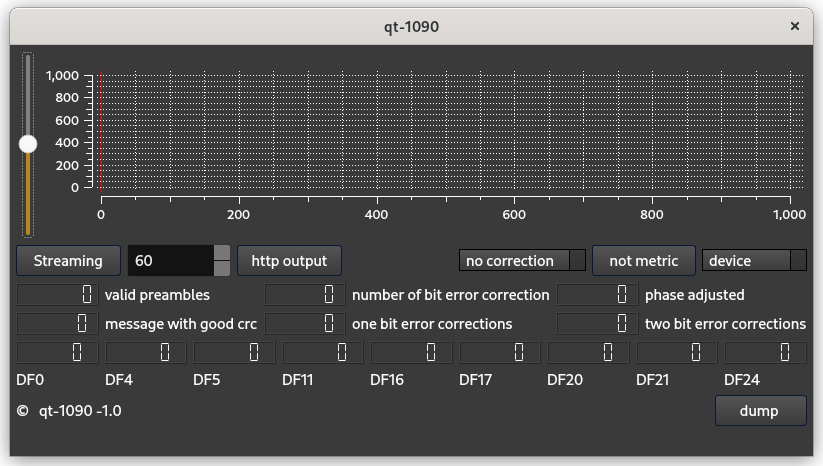 qt-1090 ×
1,000
800
600
400
200
0
0 200 400 600 800 1,000
Streaming 60 http output no correction not metric device
0 valid preambles 0 number of bit error correction 0 phase adjusted
0 message with good crc 0 one bit error corrections 0 two bit error corrections
0 0 0 0 0 0 0 0 0
DF0 DF4 DF5 DF11 DF16 DF17 DF20 DF21 DF24
© qt-1090 -1.0 dump